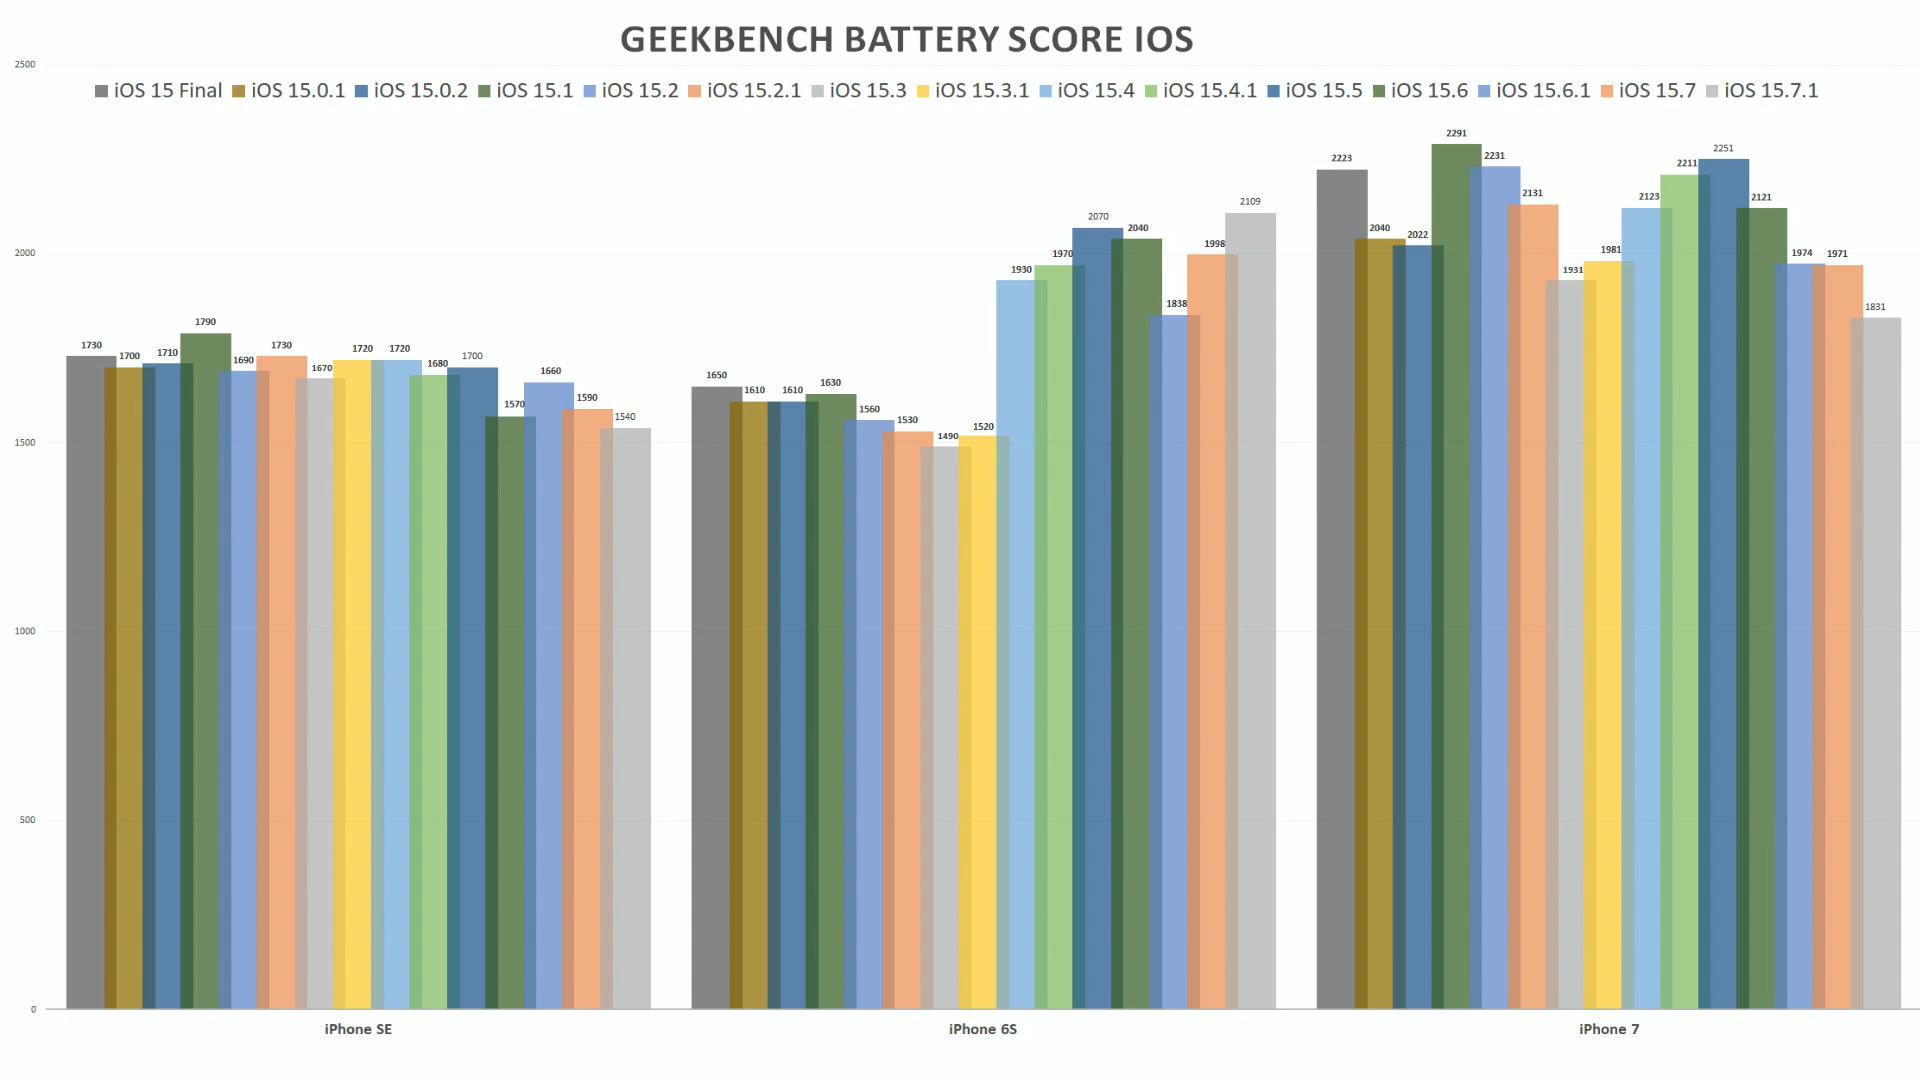 GEEKBENCH BATTERY SCORE IOS
2500
iOS 15 Final iOS 15.0.1 iOS 15.0.2 iOS 15.1 iOS 15.2 iOS 15.2.1 iOS 15.3 iOS 15.3.1 iOS 15.4 iOS 15.4.1 iOS 15.5 iOS 15.6 iOS 15.6.1 iOS 15.7 iOS 15.7.1
2000
1500
1000
500
0
1730 1700 1710 1790 1690 1730 1670 1720 1720 1680 1700 1570 1660 1590 1540
1650 1610 1610 1630 1560 1530 1490 1520 1930 1970 2070 2040 1838 1998 2109
2223 2040 2022 2291 2231 2131 1931 1981 2123 2211 2251 2121 1974 1971 1831
iPhone SE iPhone 6S iPhone 7